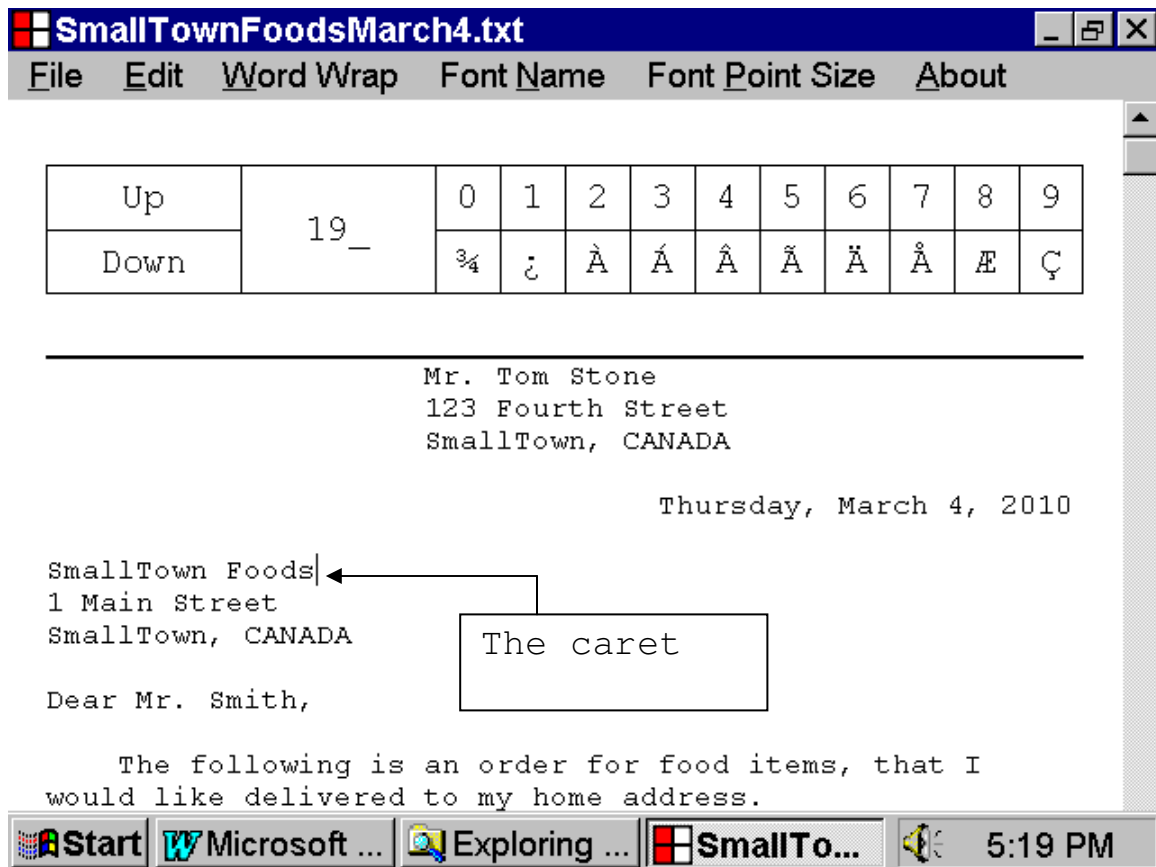 SmallTownFoodsMarch4.txt
File Edit Word Wrap Font Name Font Point Size About
Up 19_ 0 1 2 3 4 5 6 7 8 9
Down ¾ ¿ À Á Â Ã Ä Å Æ Ç
Mr. Tom Stone
123 Fourth Street
SmallTown, CANADA
Thursday, March 4, 2010
SmallTown Foods
1 Main Street
SmallTown, CANADA
The caret
Dear Mr. Smith,
The following is an order for food items, that I
would like delivered to my home address.
Start Microsoft ... Exploring ... SmallTo... 5:19 PM